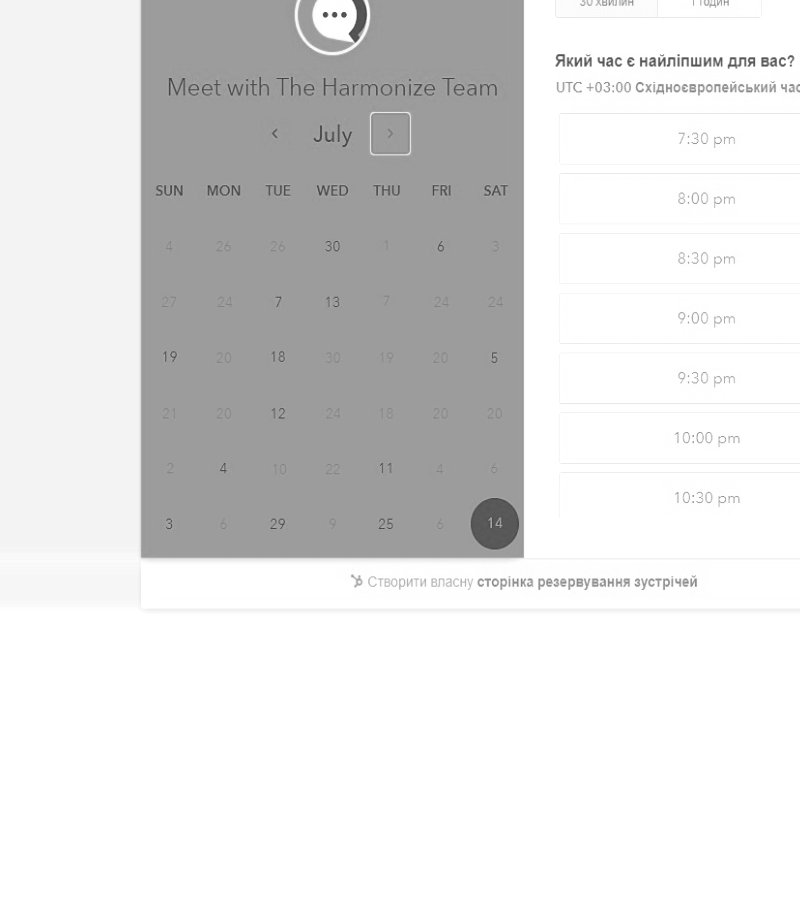 30 хвилин 1 годин
Meet with The Harmonize Team
July
SUN MON TUE WED THU FRI SAT
4 26 26 30 1 6 3
27 24 7 13 7 24 24
19 20 18 30 19 20 5
21 20 12 24 18 20 20
2 4 10 22 11 4 6
3 6 29 9 25 6 14
Який час є найліпшим для вас?
UTC +03:00 Східноєвропейський час
7:30 pm
8:00 pm
8:30 pm
9:00 pm
9:30 pm
10:00 pm
10:30 pm
Створити власну сторінка резервування зустрічей